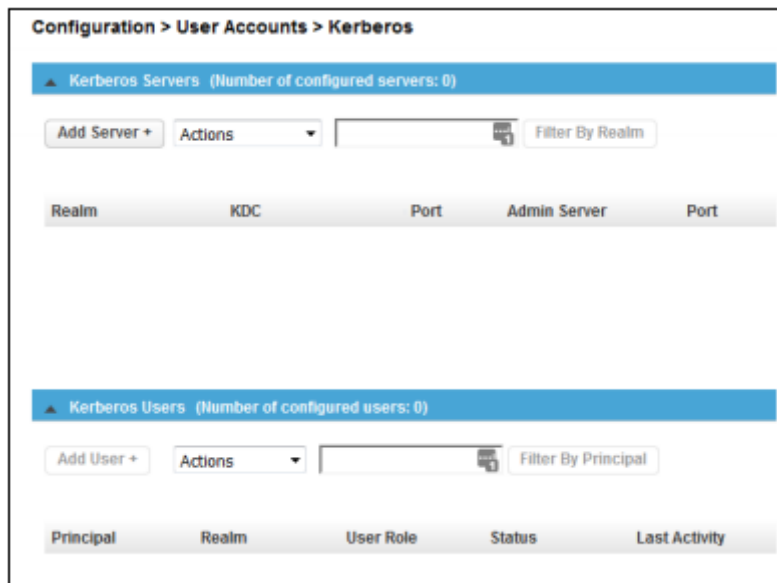 Configuration > User Accounts > Kerberos
Kerberos Servers (Number of configured servers: 0)
Add Server + Actions Filter By Realm
Realm KDC Port Admin Server Port
Kerberos Users (Number of configured users: 0)
Add User + Actions Filter By Principal
Principal Realm User Role Status Last Activity